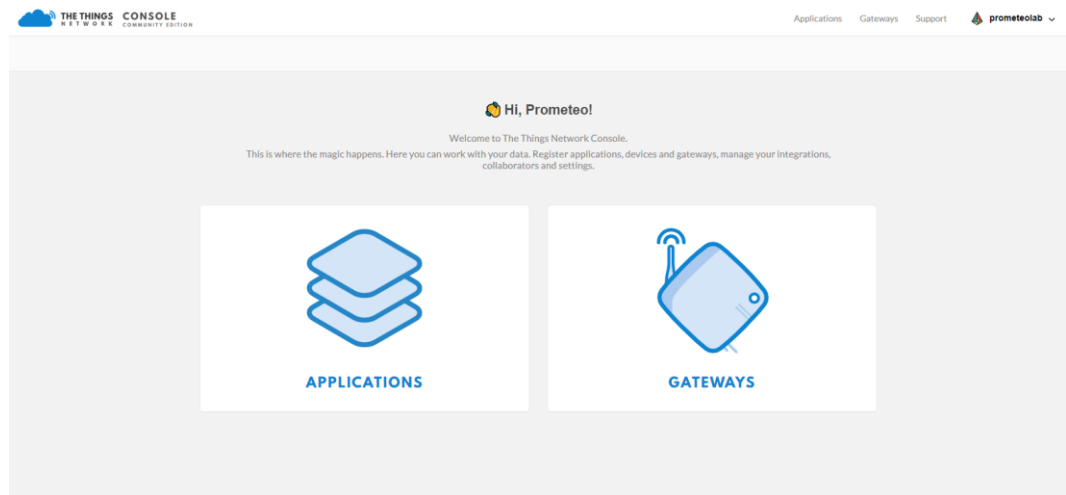 THE THINGS CONSOLE
NETWORK COMMUNITY EDITION
Applications Gateways Support prometeolab
Hi, Prometeo!
Welcome to The Things Network Console.
This is where the magic happens. Here you can work with your data. Register applications, devices and gateways, manage your integrations,
collaborators and settings.
APPLICATIONS GATEWAYS